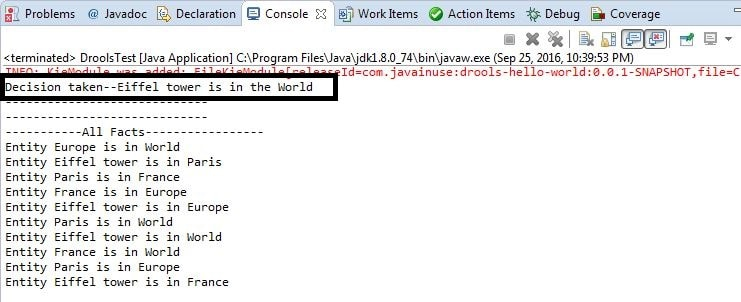 Problems @ Javadoc Declaration Console Work Items Action Items Debug Coverage
<terminated> DroolsTest [Java Application] C:\Program Files\Java\jdk1.8.0_74\bin\javaw.exe (Sep 25, 2016, 10:39:53 PM)
INFO: KieModule was added: FileKieModule[releaseId=com.javainuse:drools-hello-world:0.0.1-SNAPSHOT,file=C
Decision taken--Eiffel tower is in the World
---------------------------
---------------------------
-----------All Facts-----------------
Entity Europe is in World
Entity Eiffel tower is in Paris
Entity Paris is in France
Entity France is in Europe
Entity Eiffel tower is in Europe
Entity Paris is in World
Entity Eiffel tower is in World
Entity France is in World
Entity Paris is in Europe
Entity Eiffel tower is in France